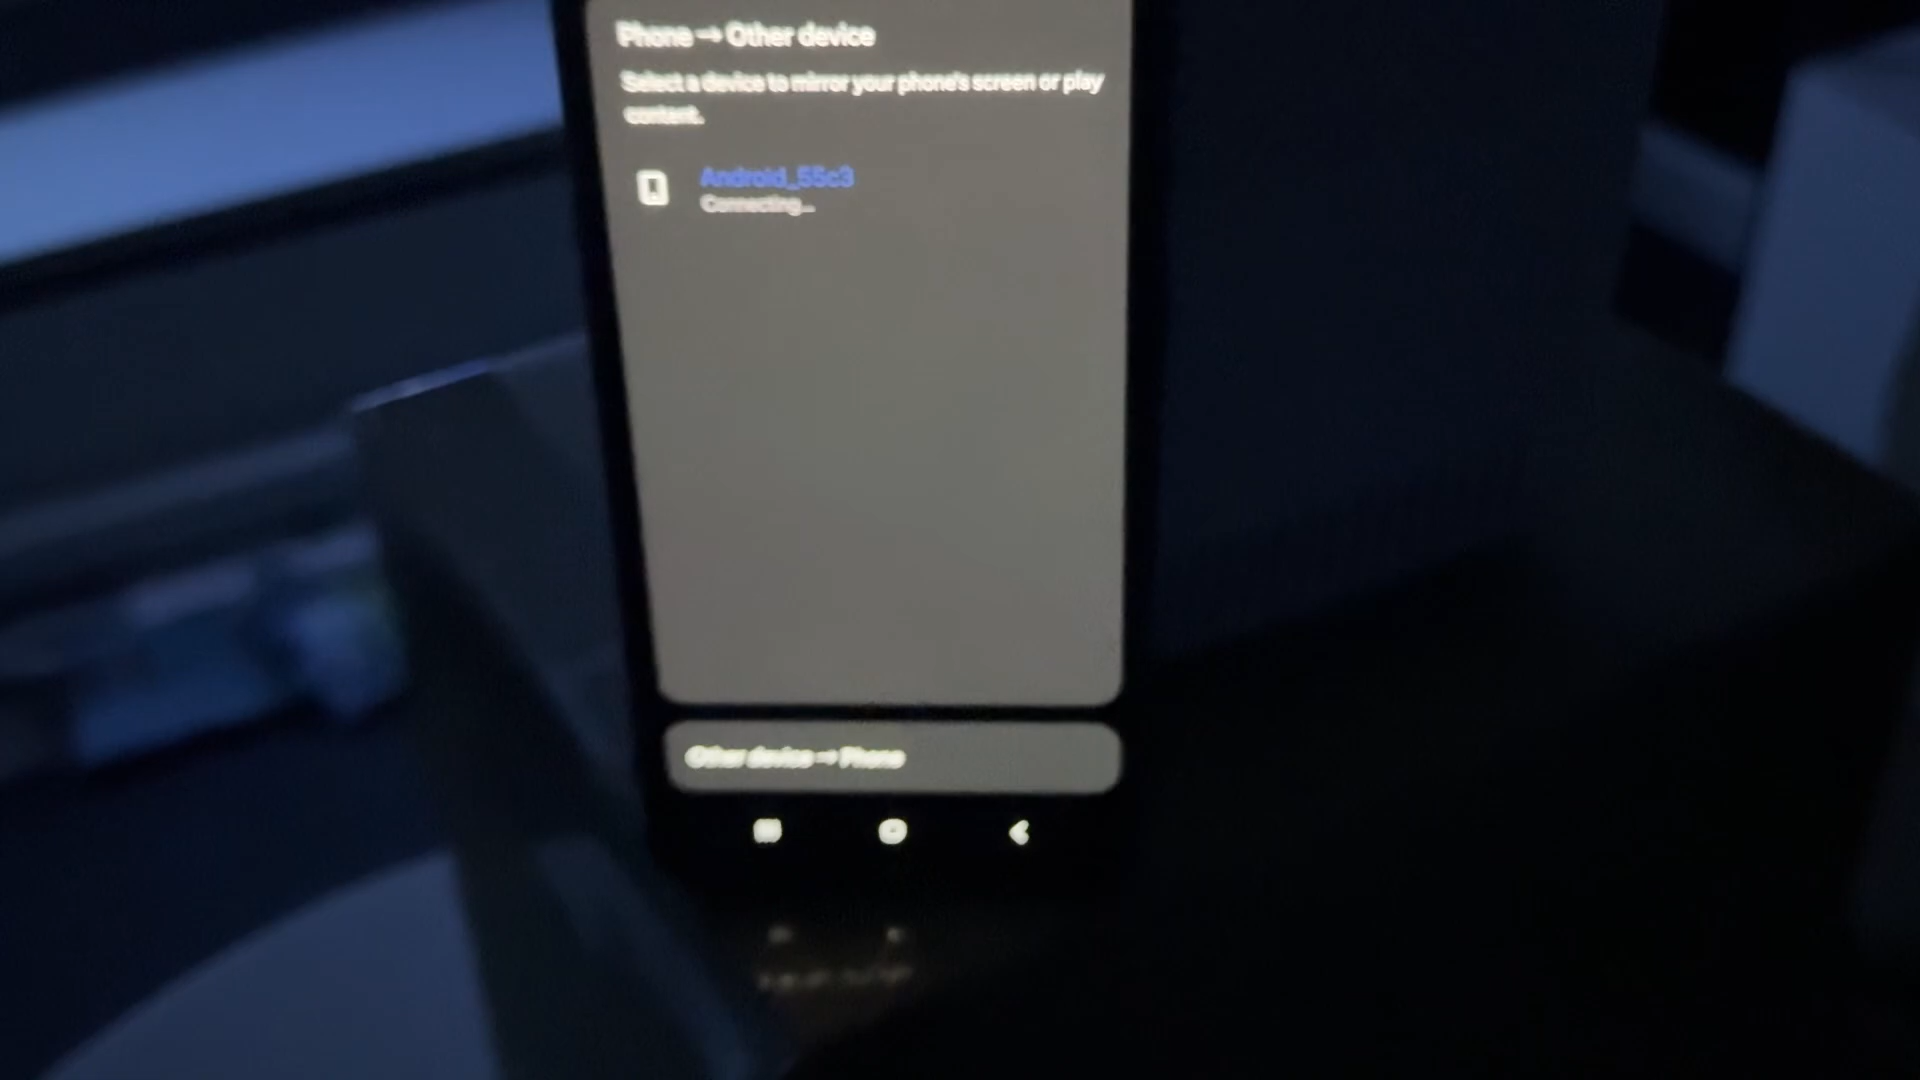 Phone → Other device
Select a device to mirror your phone's screen or play
content.
Android_55c3
Connecting...
Other device → Phone